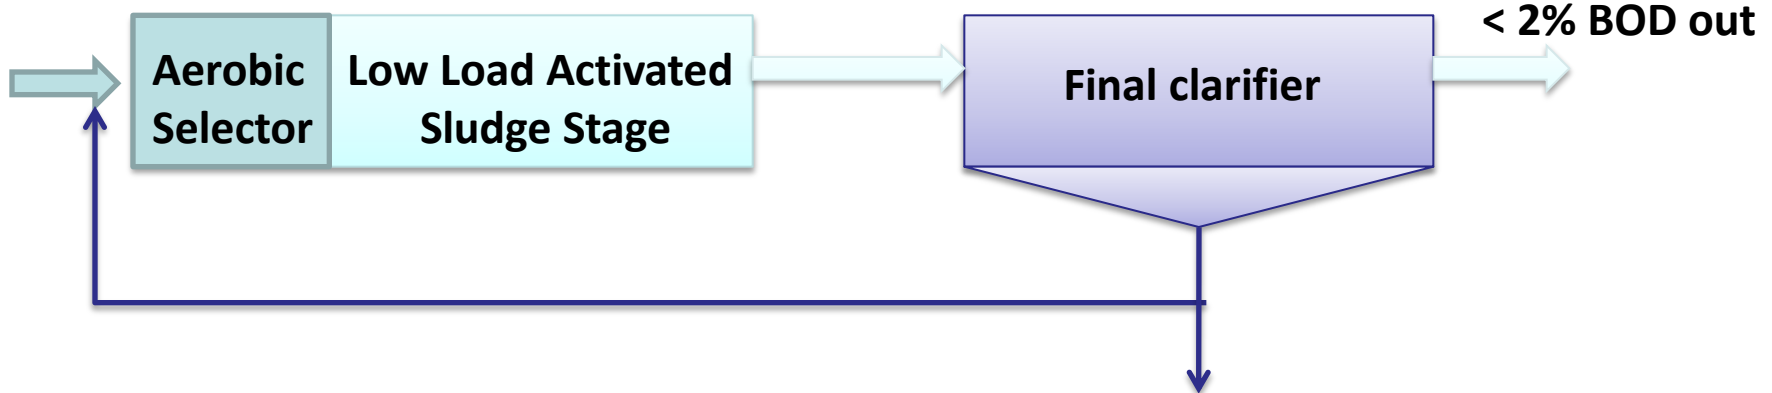 < 2% BOD out
Aerobic
Selector
Low Load Activated
Sludge Stage
Final clarifier